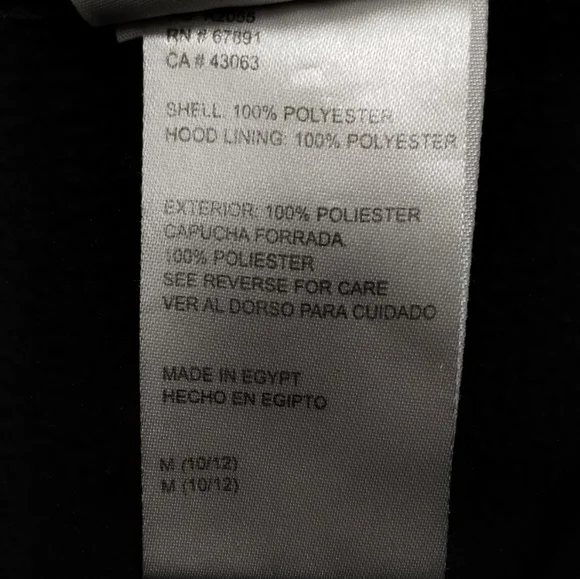 RN # 67891
CA # 43063
SHELL: 100% POLYESTER
HOOD LINING: 100% POLYESTER
EXTERIOR: 100% POLIESTER
CAPUCHA FORRADA
100% POLIESTER
SEE REVERSE FOR CARE
VER AL DORSO PARA CUIDADO
MADE IN EGYPT
HECHO EN EGIPTO
M (10/12)
M (10/12)